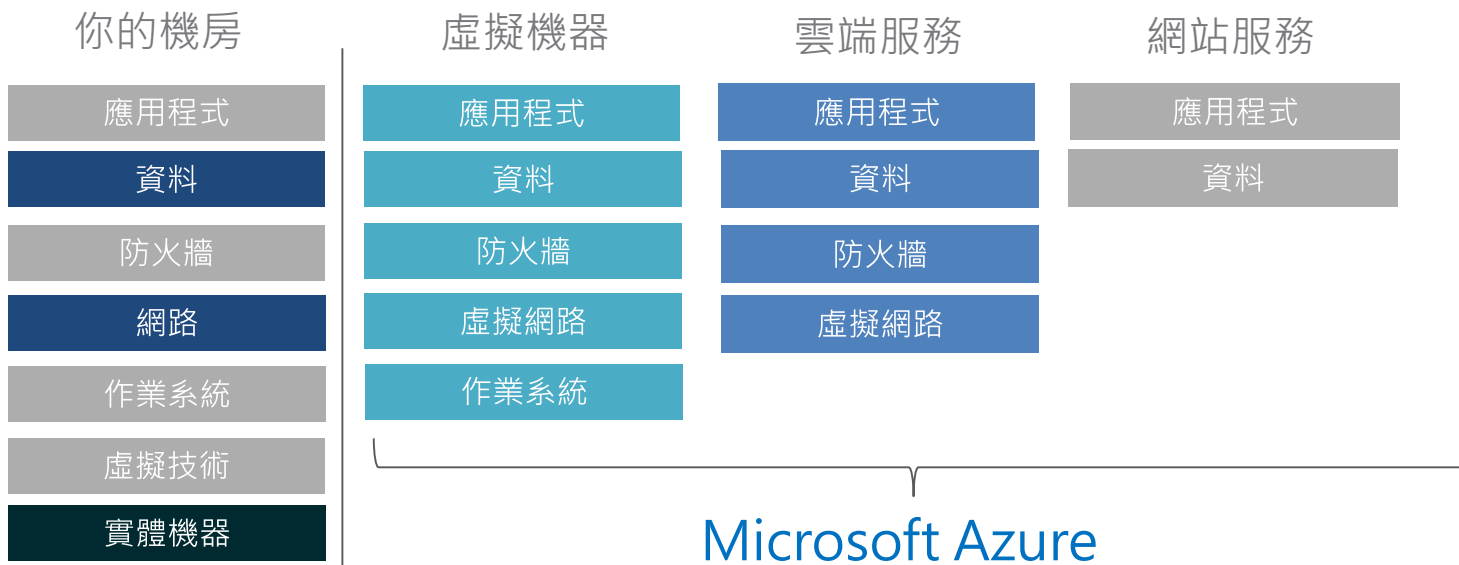 你的機房
應用程式
資料
防火牆
網路
作業系統
虛擬技術
實體機器
虛擬機器
應用程式
資料
防火牆
虛擬網路
作業系統
雲端服務
應用程式
資料
防火牆
虛擬網路
網站服務
應用程式
資料
Microsoft Azure